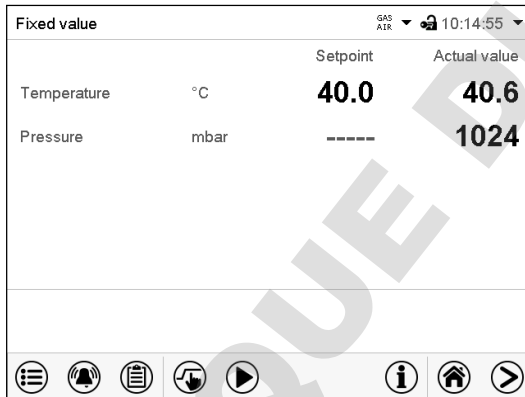 Fixed value GAS AIR 10:14:55
Setpoint Actual value
Temperature °C 40.0 40.6
Pressure mbar ----- 1024